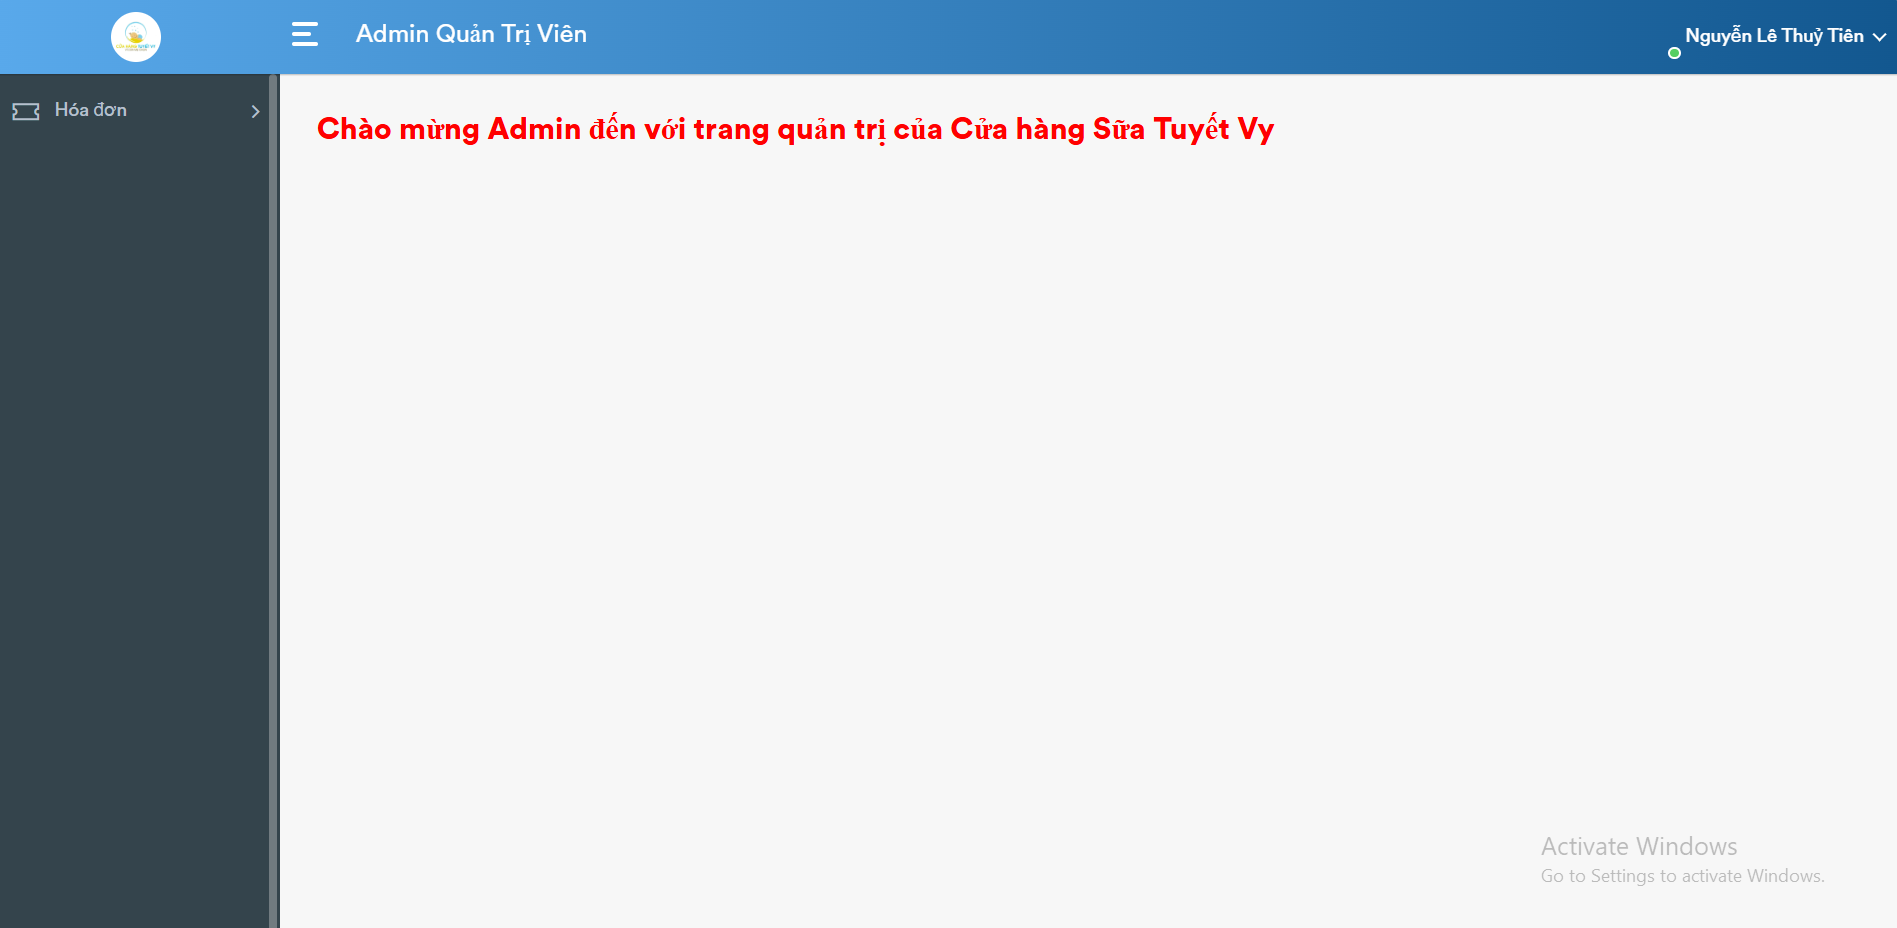 Admin Quản Trị Viên
Nguyễn Lê Thuỷ Tiên
Hóa đơn
Chào mừng Admin đến với trang quản trị của Cửa hàng Sữa Tuyết Vy
Activate Windows
Go to Settings to activate Windows.